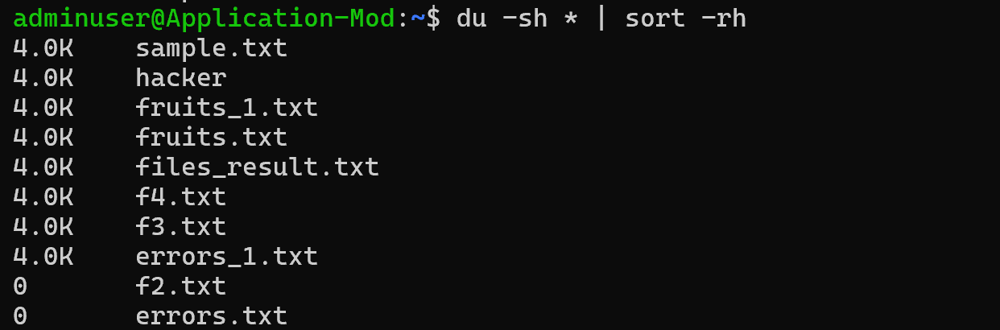 adminuser@Application-Mod:~$ du -sh * | sort -rh
4.0K    sample.txt
4.0K    hacker
4.0K    fruits_1.txt
4.0K    fruits.txt
4.0K    files_result.txt
4.0K    f4.txt
4.0K    f3.txt
4.0K    errors_1.txt
0       f2.txt
0       errors.txt